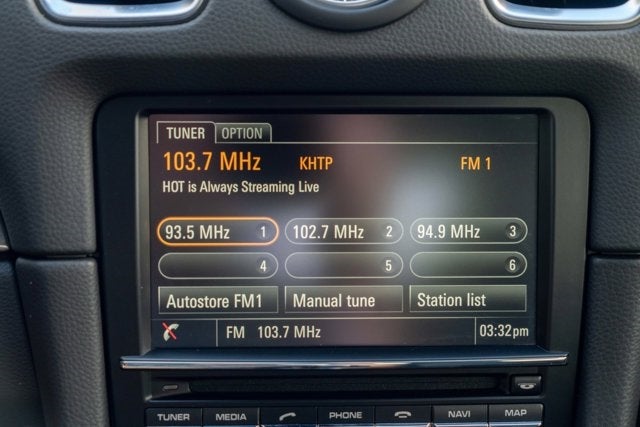 TUNER OPTION
103.7 MHz KHTP FM 1
HOT is Always Streaming Live
93.5 MHz 1 102.7 MHz 2 94.9 MHz 3
4 5 6
Autostore FM1 Manual tune Station list
FM 103.7 MHz 03:32pm
TUNER MEDIA PHONE NAVI MAP